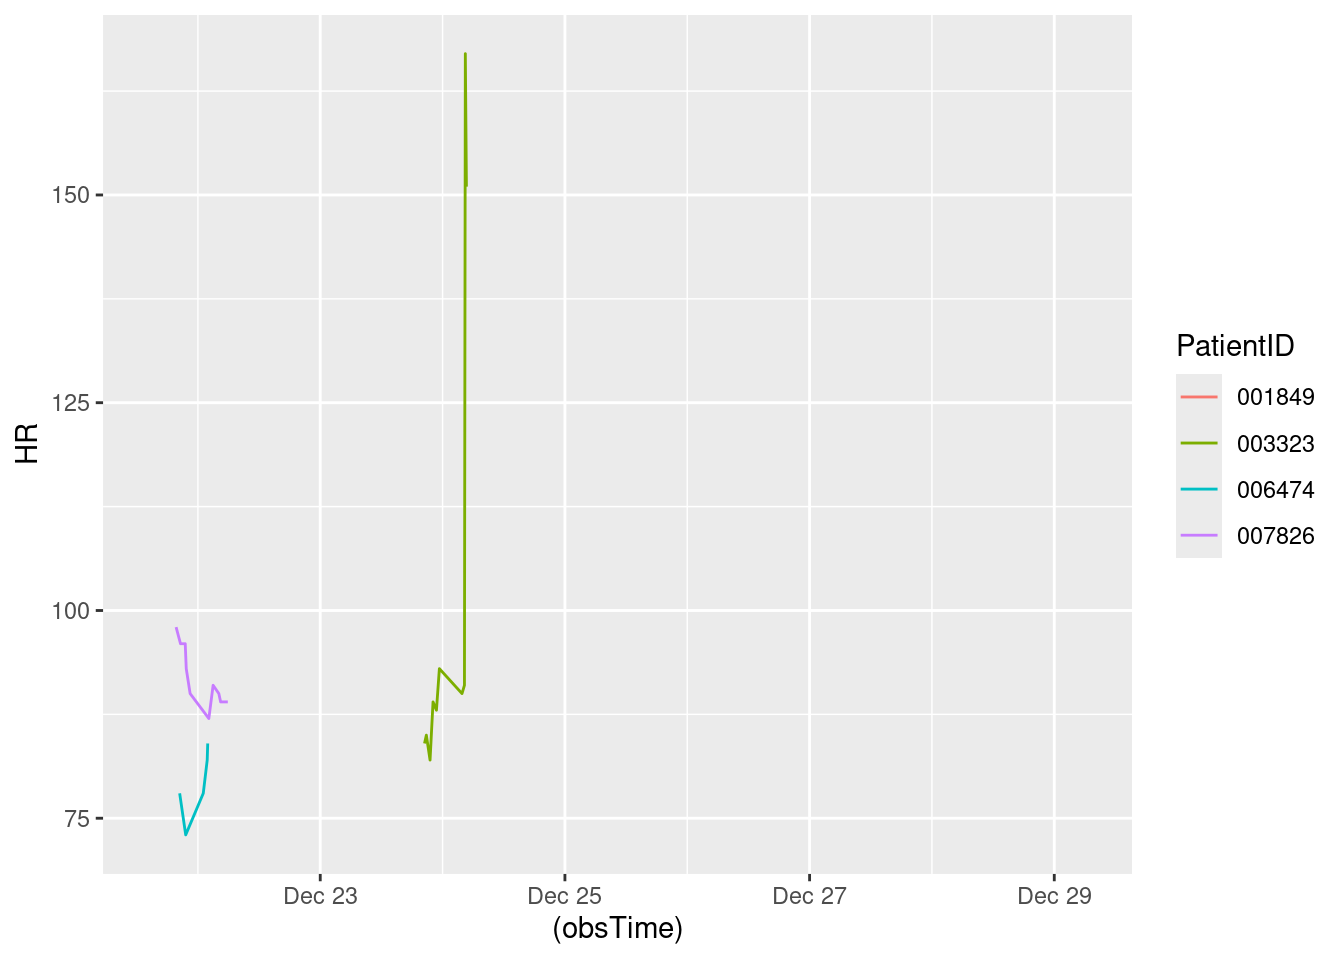 150
125
100
75
HR
Dec 23
Dec 25
Dec 27
Dec 29
(obsTime)
PatientID
001849
003323
006474
007826